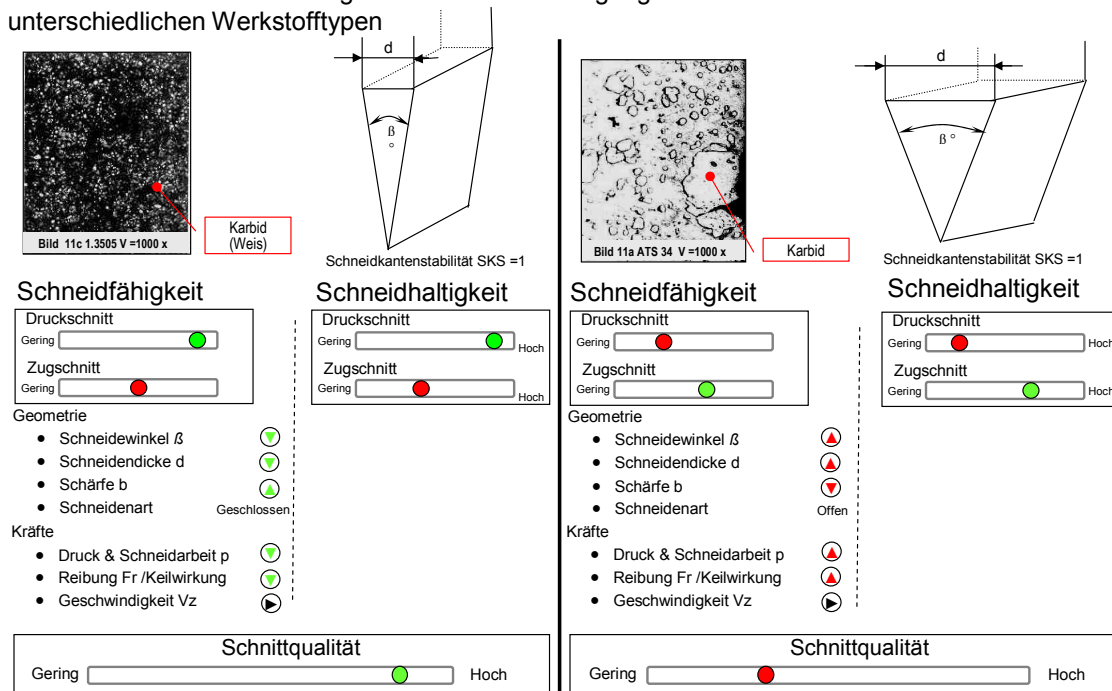 unterschiedlichen Werkstofftypen
d
ß
°
Karbid
(Weis)
Bild 11c 1.3505 V =1000 x
Schneidkantenstabilität SKS =1
Schneidfähigkeit
Druckschnitt
Gering
Zugschnitt
Gering
Schneidhaltigkeit
Druckschnitt
Gering
Hoch
Zugschnitt
Gering
Hoch
Geometrie
• Schneidewinkel ß
• Schneidendicke d
• Schärfe b
• Schneidenart Geschlossen
Kräfte
• Druck & Schneidarbeit p
• Reibung Fr /Keilwirkung
• Geschwindigkeit Vz
Schnittqualität
Gering Hoch
d
ß °
Karbid
Bild 11a ATS 34 V =1000 x
Schneidkantenstabilität SKS =1
Schneidfähigkeit
Druckschnitt
Gering
Zugschnitt
Gering
Schneidhaltigkeit
Druckschnitt
Gering Hoch
Zugschnitt
Gering Hoch
Geometrie
• Schneidewinkel ß
• Schneidendicke d
• Schärfe b
• Schneidenart Offen
Kräfte
• Druck & Schneidarbeit p
• Reibung Fr /Keilwirkung
• Geschwindigkeit Vz
Schnittqualität
Gering Hoch